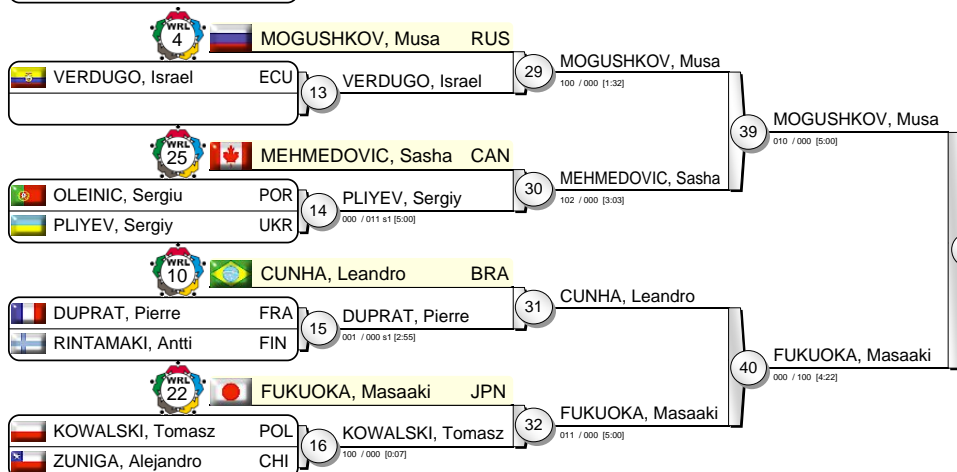 WRL
4
MOGUSHKOV, Musa RUS
VERDUGO, Israel ECU
13
VERDUGO, Israel
29
MOGUSHKOV, Musa
100 / 000 [1:32]
39
MOGUSHKOV, Musa
010 / 000 [5:00]
WRL
25
MEHMEDOVIC, Sasha CAN
OLEINIC, Sergiu POR
PLIYEV, Sergiy UKR
14
PLIYEV, Sergiy
000 / 011 s1 [5:00]
30
MEHMEDOVIC, Sasha
102 / 000 [3:03]
WRL
10
CUNHA, Leandro BRA
DUPRAT, Pierre FRA
RINTAMAKI, Antti FIN
15
DUPRAT, Pierre
001 / 000 s1 [2:55]
31
CUNHA, Leandro
40
FUKUOKA, Masaaki
000 / 100 [4:22]
WRL
22
FUKUOKA, Masaaki JPN
KOWALSKI, Tomasz POL
ZUNIGA, Alejandro CHI
16
KOWALSKI, Tomasz
100 / 000 [0:07]
32
FUKUOKA, Masaaki
011 / 000 [5:00]